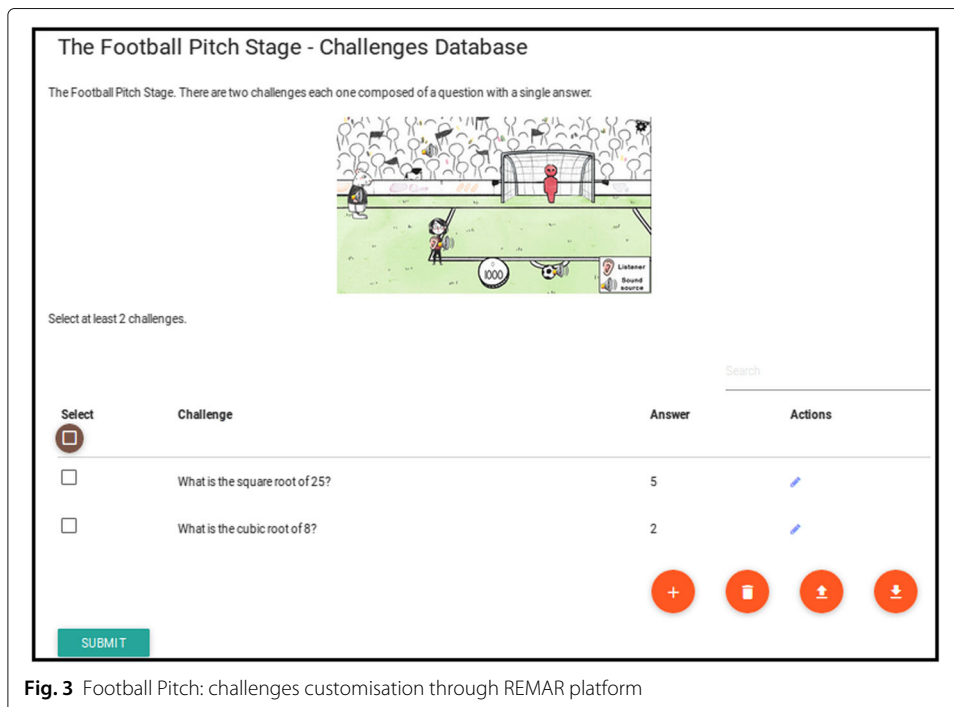 The Football Pitch Stage - Challenges Database
The Football Pitch Stage. There are two challenges each one composed of a question with a single answer.
1000
Listener
Sound
source
Select at least 2 challenges.
Search
Select Challenge Answer Actions
What is the square root of 25? 5
What is the cubic root of 8? 2
SUBMIT
Fig. 3 Football Pitch: challenges customisation through REMAR platform